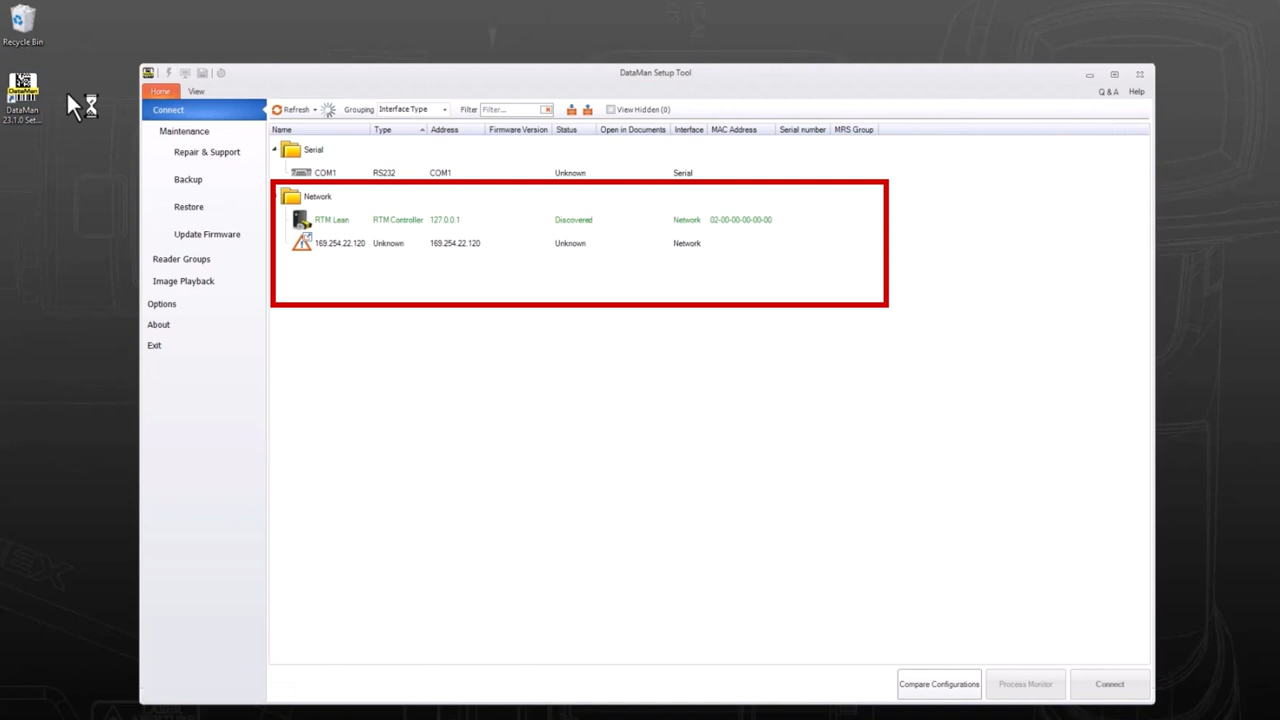 Recycle Bin
DataMan
DataMan
23.1.0 Set...
DataMan Setup Tool
Home View
Q & A Help
Connect
Maintenance
Repair & Support
Backup
Restore
Update Firmware
Reader Groups
Image Playback
Options
About
Exit
Refresh Grouping Interface Type Filter Filter... View Hidden (0)
Name Type Address Firmware Version Status Open in Documents Interface MAC Address Serial number MRS Group
Serial
COM1 RS232 COM1 Unknown Serial
Network
RTM Lean RTM Controller 127.0.0.1 Discovered Network 02-00-00-00-00-00
169.254.22.120 Unknown 169.254.22.120 Unknown Network
Compare Configurations Process Monitor Connect